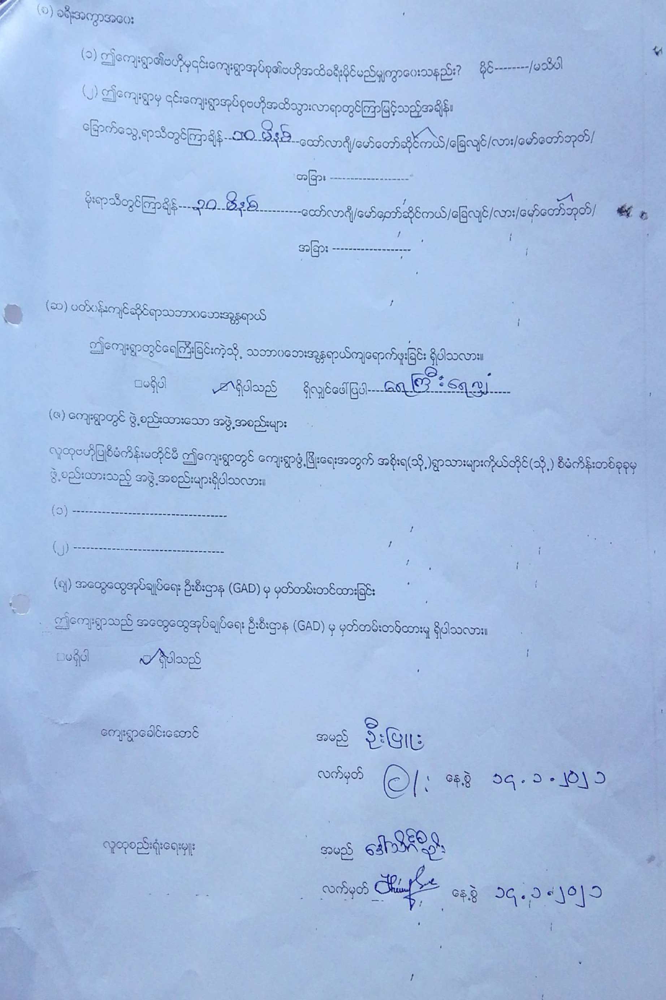 (စ) ခရီးအကွာအဝေး
(၁) ဤကျေးရွာ၏ဗဟိုမှ၎င်းကျေးရွာအုပ်စု၏ဗဟိုအထိခရီးမိုင်မည်မျှကွာဝေးသနည်း? မိုင်--------/မသိပါ
(၂) ဤကျေးရွာမှ ၎င်းကျေးရွာအုပ်စုဗဟိုအထိသွားလာရာတွင်ကြာမြင့်သည့်အချိန်။
ခြောက်သွေ့ရာသီတွင်ကြာချိန်---၁၀ မိနစ်---ထော်လာဂျီ/မော်တော်ဆိုင်ကယ်/ခြေလျင်/လား/မော်တော်ဘုတ်/
အခြား --------------------
မိုးရာသီတွင်ကြာချိန်---၃၀ မိနစ်---ထော်လာဂျီ/မော်တော်ဆိုင်ကယ်/ခြေလျင်/လား/မော်တော်ဘုတ်/
အခြား --------------------
(ဆ) ပတ်ဝန်းကျင်ဆိုင်ရာသဘာဝဘေးအန္တရာယ်
ဤကျေးရွာတွင်ရေကြီးခြင်းကဲ့သို့ သဘာဝဘေးအန္တရာယ်ကျရောက်ဖူးခြင်း ရှိပါသလား။
□မရှိပါ ☑ရှိပါသည် ရှိလျှင်ဖေါ်ပြပါ---ရေကြီးရေလျှံ---
(ဇ) ကျေးရွာတွင် ဖွဲ့စည်းထားသော အဖွဲ့အစည်းများ
လူထုဗဟိုပြုစီမံကိန်းမတိုင်မီ ဤကျေးရွာတွင် ကျေးရွာဖွံ့ဖြိုးရေးအတွက် အစိုးရ(သို့)ရွာသားများကိုယ်တိုင်(သို့) စီမံကိန်းတစ်ခုခုမှ
ဖွဲ့စည်းထားသည့် အဖွဲ့အစည်းများရှိပါသလား။
(၁) ------------------------------------
(၂) ------------------------------------
(ဈ) အထွေထွေအုပ်ချုပ်ရေး ဦးစီးဌာန (GAD) မှ မှတ်တမ်းတင်ထားခြင်း
ဤကျေးရွာသည် အထွေထွေအုပ်ချုပ်ရေး ဦးစီးဌာန (GAD) မှ မှတ်တမ်းတင်ထားမှု ရှိပါသလား။
□မရှိပါ ☑ရှိပါသည်
ကျေးရွာခေါင်းဆောင် အမည် ဦးဖြူး
လက်မှတ် နေ့စွဲ ၁၄.၁.၂၀၂၁
လူထုစည်းရုံးရေးမှူး အမည်
လက်မှတ် နေ့စွဲ ၁၄.၁.၂၀၂၁